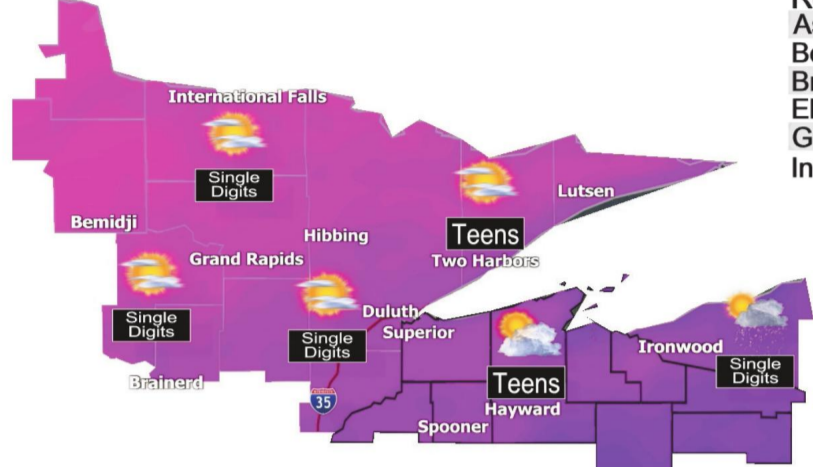 International Falls
Single
Digits
Lutsen
Bemidji
Hibbing
Teens
Grand Rapids
Two Harbors
Single
Digits
Duluth
Superior
Single
Digits
Ironwood
Single
Digits
Brainerd
Teens
35
Hayward
Spooner
In